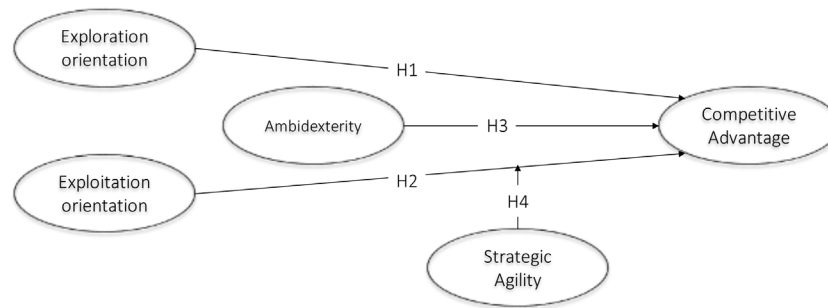 Exploration
orientation
H1
Ambidexterity
H3
Competitive
Advantage
Exploitation
orientation
H2
H4
Strategic
Agility